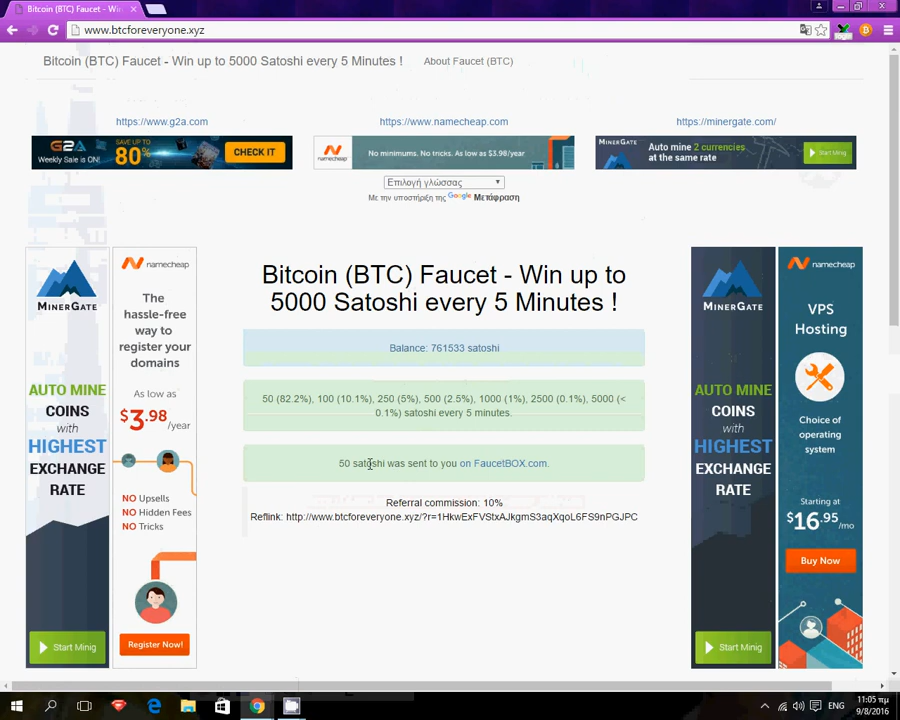 Bitcoin (BTC) Faucet - Win
www.btcforeveryone.xyz
Bitcoin (BTC) Faucet - Win up to 5000 Satoshi every 5 Minutes !
About Faucet (BTC)
https://www.g2a.com
https://www.namecheap.com
https://minergate.com/
G2A
Weekly Sale is ON!
SAVE UP TO
80%
CHECK IT
namecheap
No minimums. No tricks. As low as $3.98/year
MINERGATE
Auto mine 2 currencies
at the same rate
Start Minig
Επιλογή γλώσσας
Με την υποστήριξη της Google Μετάφραση
MINERGATE
AUTO MINE
COINS
with
HIGHEST
EXCHANGE
RATE
Start Minig
namecheap
The
hassle-free
way to
register your
domains
As low as
$3.98/year
NO Upsells
NO Hidden Fees
NO Tricks
Register Now!
Bitcoin (BTC) Faucet - Win up to
5000 Satoshi every 5 Minutes !
Balance: 761533 satoshi
50 (82.2%), 100 (10.1%), 250 (5%), 500 (2.5%), 1000 (1%), 2500 (0.1%), 5000 (<
0.1%) satoshi every 5 minutes.
50 satoshi was sent to you on FaucetBOX.com.
Referral commission: 10%
Reflink: http://www.btcforeveryone.xyz/?r=1HkwExFVStxAJkgmS3aqXqoL6FS9nPGJPC
MINERGATE
AUTO MINE
COINS
with
HIGHEST
EXCHANGE
RATE
Start Minig
namecheap
VPS
Hosting
Choice of
operating
system
Starting at
$16.95/mo
Buy Now
ENG
11:05 πμ
9/8/2016